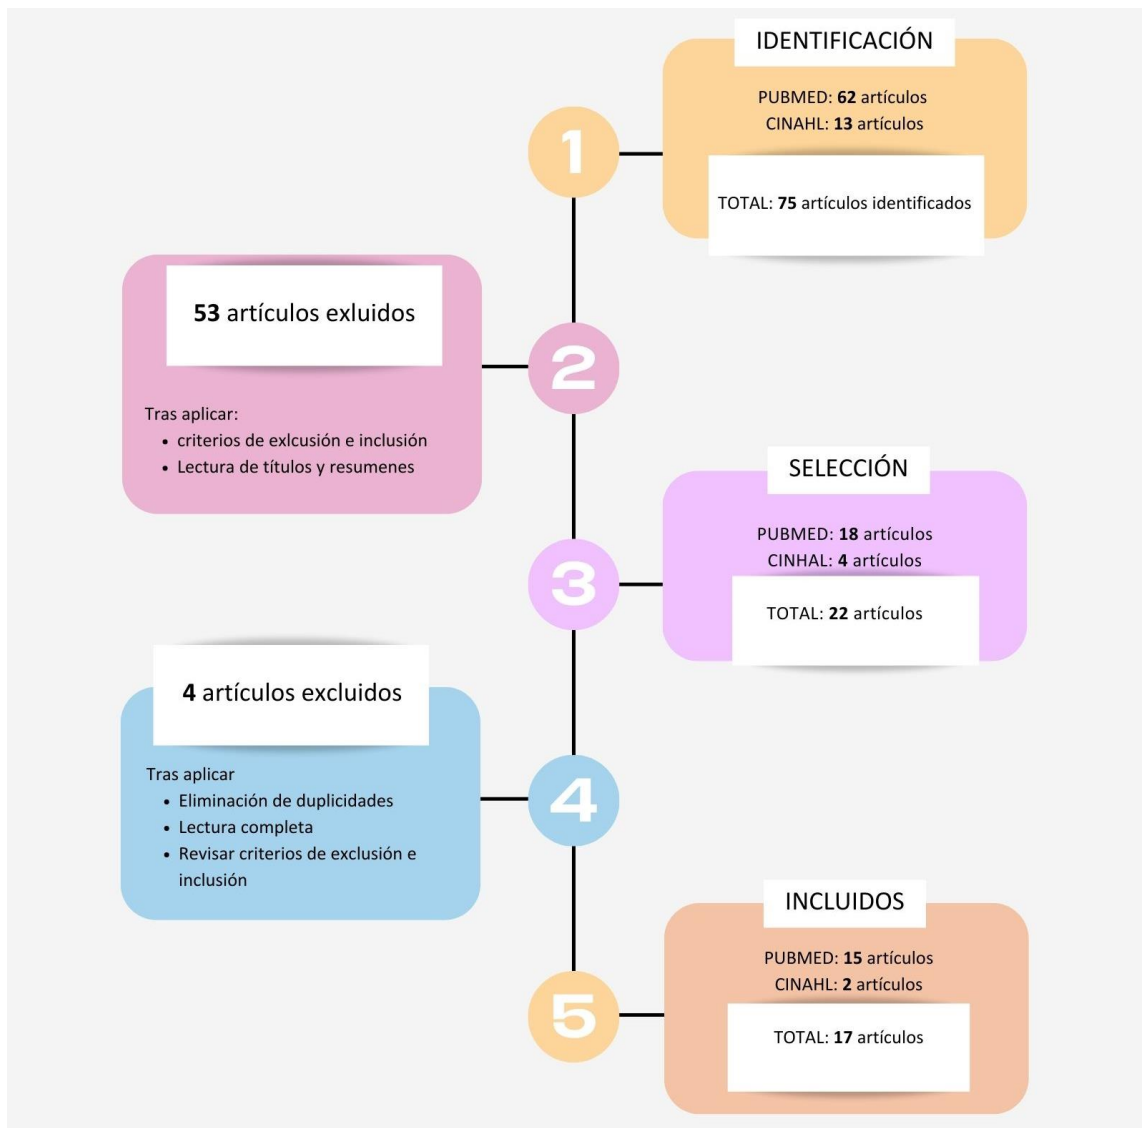 IDENTIFICACIÓN
PUBMED: 62 artículos
CINAHL: 13 artículos
TOTAL: 75 artículos identificados
1
53 artículos exluidos
Tras aplicar:
• criterios de exlcusión e inclusión
• Lectura de títulos y resumenes
2
SELECCIÓN
PUBMED: 18 artículos
CINHAL: 4 artículos
TOTAL: 22 artículos
3
4 artículos excluidos
Tras aplicar
• Eliminación de duplicidades
• Lectura completa
• Revisar criterios de exclusión e
inclusión
4
INCLUIDOS
PUBMED: 15 artículos
CINAHL: 2 artículos
TOTAL: 17 artículos
5